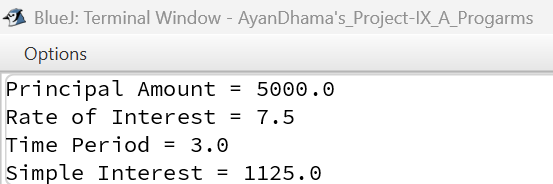 BlueJ: Terminal Window - AyanDhama's_Project-IX_A_Progarms
Options
Principal Amount = 5000.0
Rate of Interest = 7.5
Time Period = 3.0
Simple Interest = 1125.0